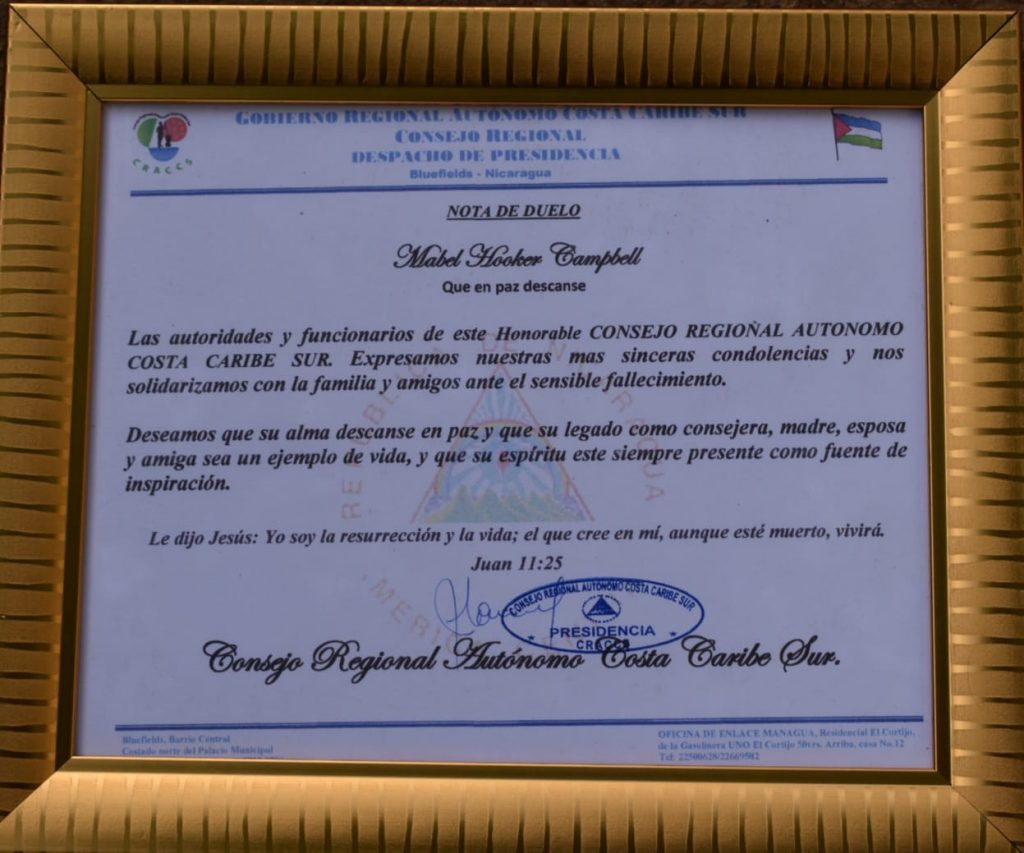 GOBIERNO REGIONAL AUTÓNOMO COSTA CARIBE SUR
CONSEJO REGIONAL
DESPACHO DE PRESIDENCIA
Bluefields - Nicaragua
CRACCS
NOTA DE DUELO
Mabel Hooker Campbell
Que en paz descanse
Las autoridades y funcionarios de este Honorable CONSEJO REGIOÑAL AUTONOMO
COSTA CARIBE SUR. Expresamos nuestras mas sinceras condolencias y nos
solidarizamos con la familia y amigos ante el sensible fallecimiento.
Deseamos que su alma descanse en paz y que su legado como consejera, madre, esposa
y amiga sea un ejemplo de vida, y que su espíritu este siempre presente como fuente de
inspiración.
Le dijo Jesús: Yo soy la resurrección y la vida; el que cree en mí, aunque esté muerto, vivirá.
Juan 11:25
CONSEJO REGIONAL AUTONOMO COSTA CARIBE SUR
PRESIDENCIA
CRACCS
Consejo Regional Autónomo Costa Caribe Sur.
Bluefields, Barrio Central
Costado norte del Palacio Municipal
OFICINA DE ENLACE MANAGUA, Residencial El Cortijo,
de la Gasolinera UNO El Cortijo 50vrs. Arriba, casa No.12
Tel: 22500628/22669582